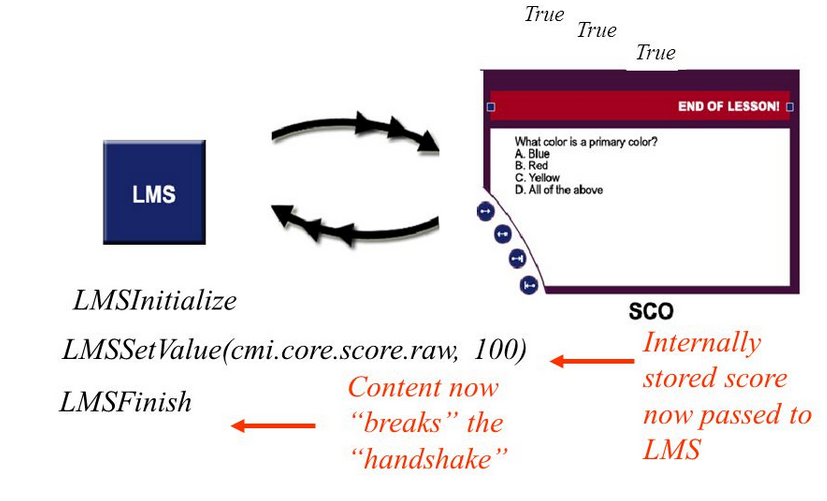 True
True
True
END OF LESSON!
What color is a primary color?
A. Blue
B. Red
C. Yellow
D. All of the above
LMS
SCO
LMSInitialize
LMSSetValue(cmi.core.score.raw, 100)
LMSFinish
Content now
“breaks” the
“handshake”
Internally
stored score
now passed to
LMS